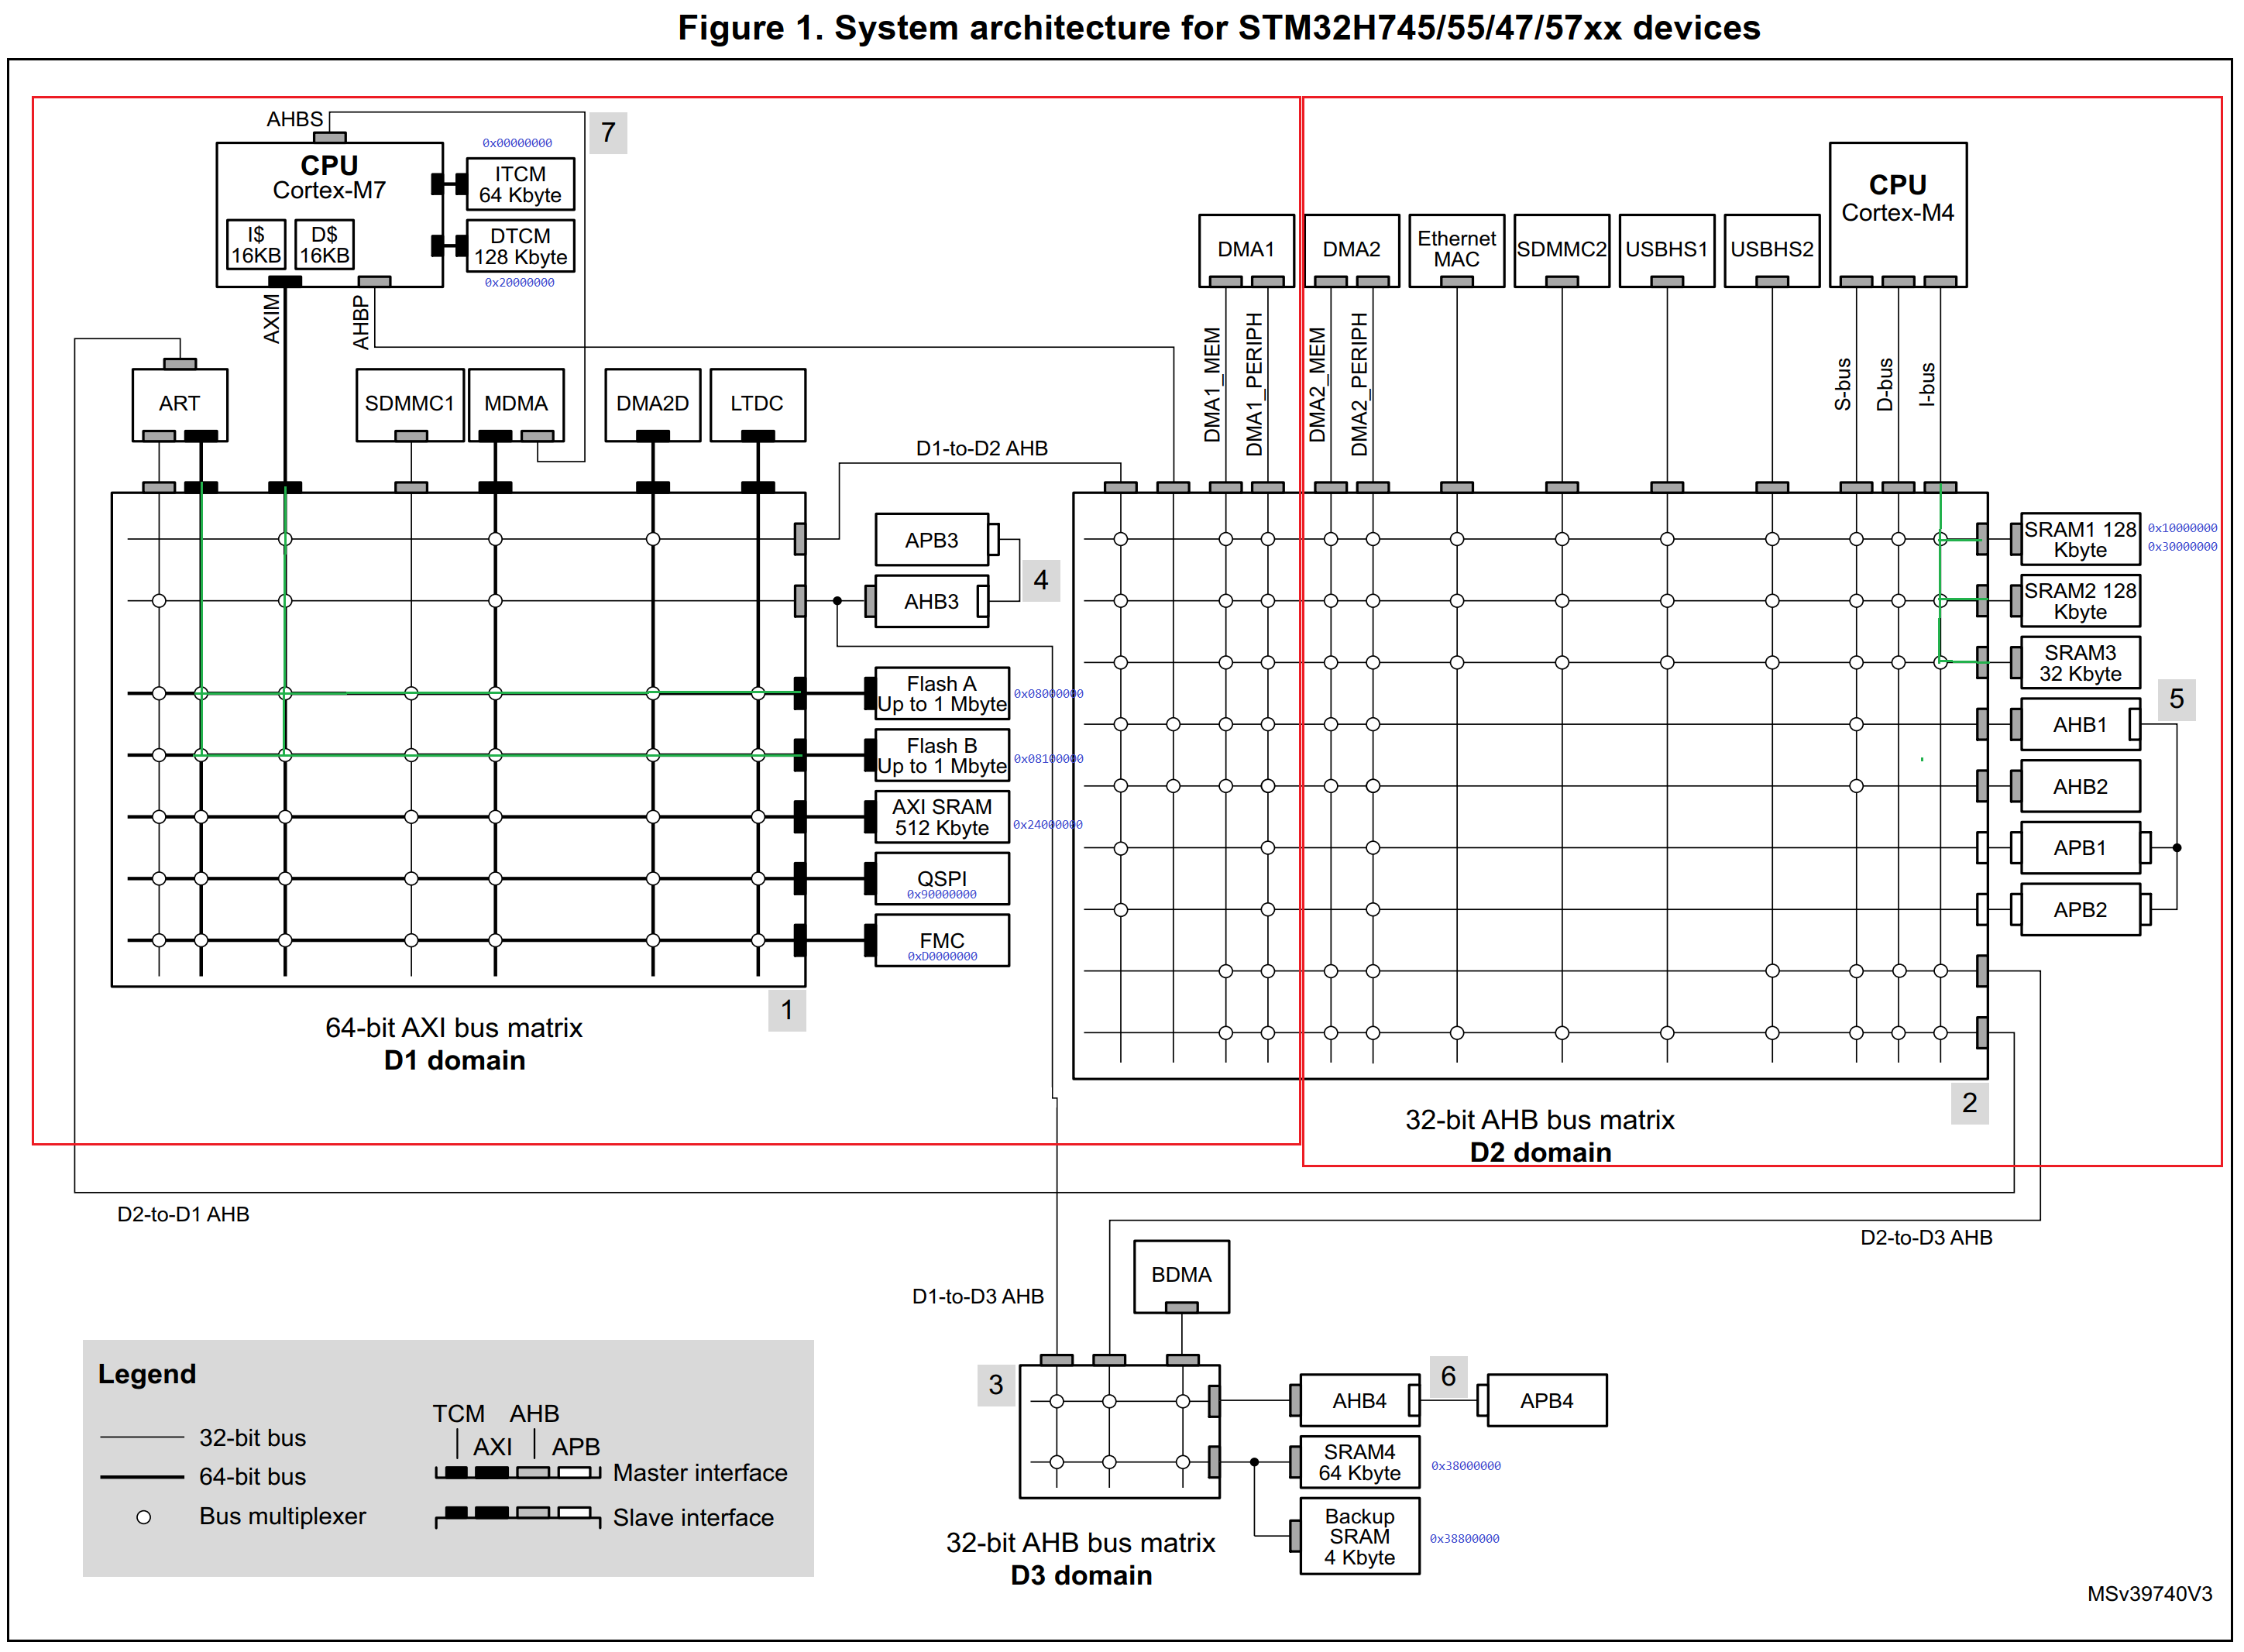 Figure 1. System architecture for STM32H745/55/47/57xx devices
AHBS
7
CPU
Cortex-M7
I$
16KB
D$
16KB
0x00000000
ITCM
64 Kbyte
DTCM
128 Kbyte
0x20000000
AXIM
AHBP
CPU
Cortex-M4
DMA1
DMA2
Ethernet
MAC
SDMMC2
USBHS1
USBHS2
DMA1_MEM
DMA1_PERIPH
DMA2_MEM
DMA2_PERIPH
S-bus
D-bus
I-bus
ART
SDMMC1
MDMA
DMA2D
LTDC
D1-to-D2 AHB
APB3
4
AHB3
Flash A
Up to 1 Mbyte
0x08000000
Flash B
Up to 1 Mbyte
0x08100000
AXI SRAM
512 Kbyte
0x24000000
QSPI
0x90000000
FMC
0xD0000000
1
64-bit AXI bus matrix
D1 domain
SRAM1 128
Kbyte
0x10000000
0x30000000
SRAM2 128
Kbyte
SRAM3
32 Kbyte
5
AHB1
AHB2
APB1
APB2
2
32-bit AHB bus matrix
D2 domain
D2-to-D1 AHB
D2-to-D3 AHB
D1-to-D3 AHB
BDMA
3
AHB4
6
APB4
SRAM4
64 Kbyte
0x38000000
Backup
SRAM
4 Kbyte
0x38800000
32-bit AHB bus matrix
D3 domain
Legend
32-bit bus
64-bit bus
Bus multiplexer
TCM
AHB
AXI
APB
Master interface
Slave interface
MSv39740V3